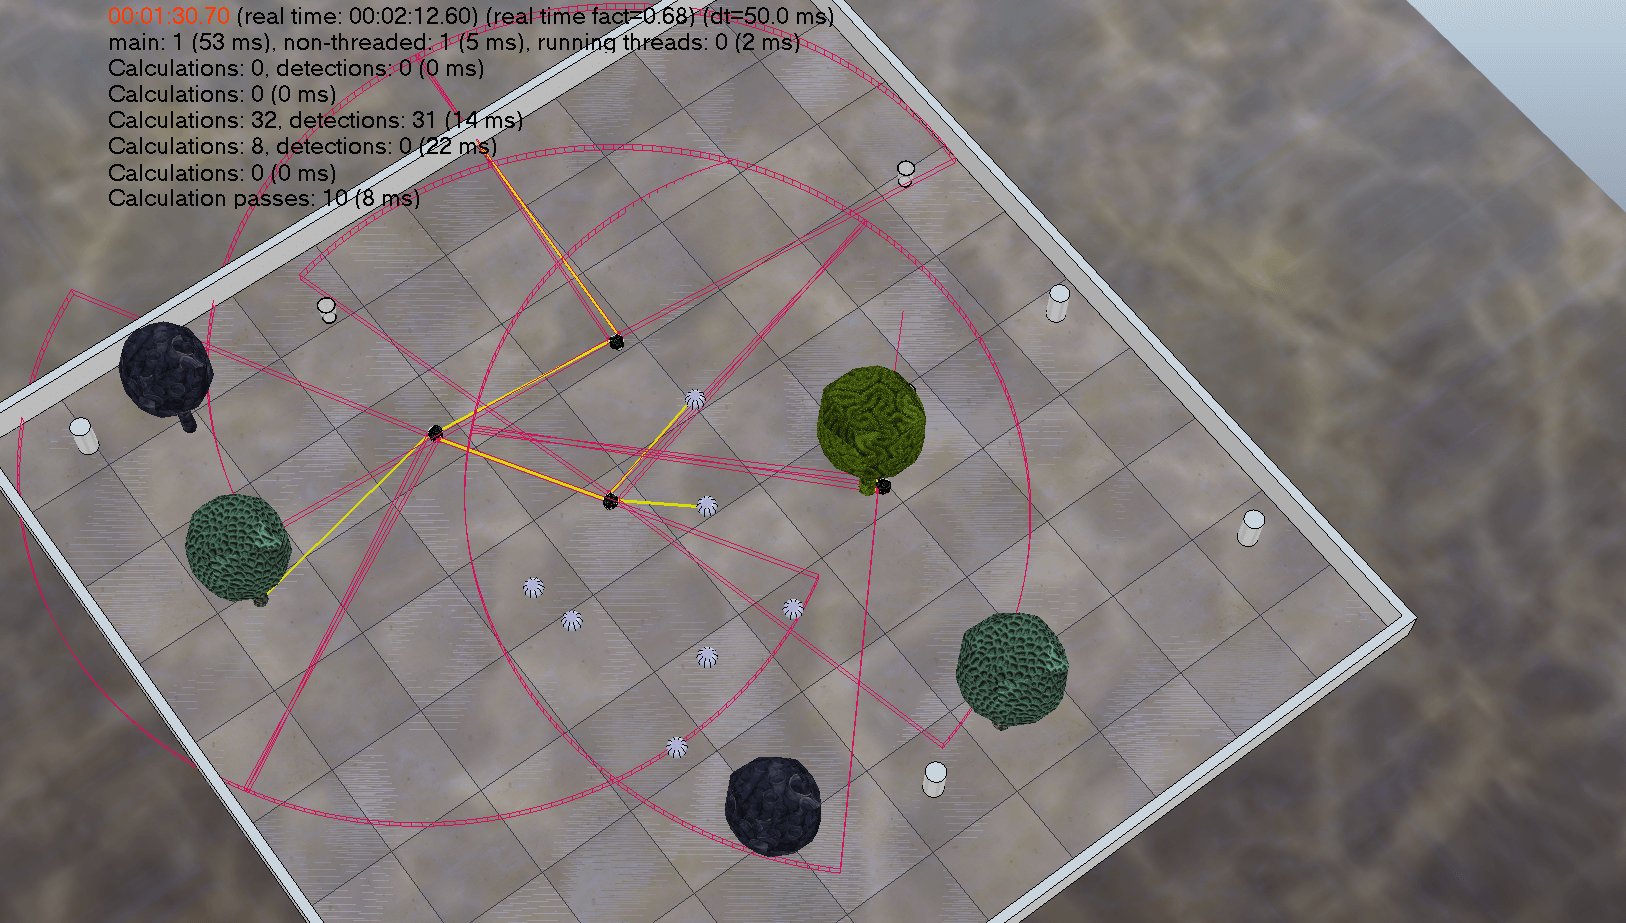 00:01:30.70 (real time: 00:02:12.60) (real time fact=0.68) (dt=50.0 ms)
main: 1 (53 ms), non-threaded: 1 (5 ms), running threads: 0 (2 ms)
Calculations: 0, detections: 0 (0 ms)
Calculations: 0 (0 ms)
Calculations: 32, detections: 31 (14 ms)
Calculations: 8, detections: 0 (22 ms)
Calculations: 0 (0 ms)
Calculation passes: 10 (8 ms)